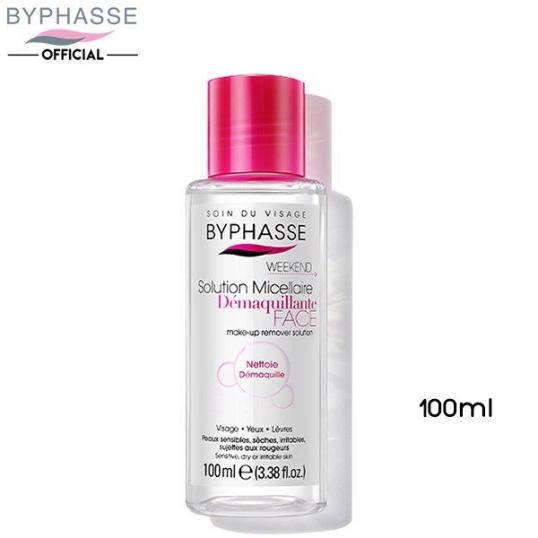 BYPHASSE
OFFICIAL
SOIN DU VISAGE
BYPHASSE
WEEKEND
Solution Micellaire
Démaquillante
FACE
make-up remover solution
Nettoie
Démaquille
Visage • Yeux • Lèvres
Peaux sensibles, sèches, irritables,
sujettes aux rougeurs
Sensitive, dry or irritable skin
100ml e (3.38 fl.oz.)
100ml